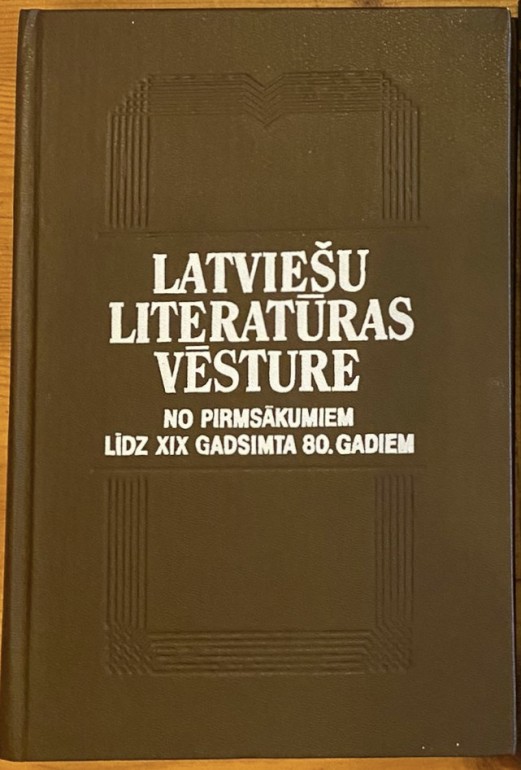 LATVIEŠU
LITERATŪRAS
VĒSTURE
NO PIRMSĀKUMIEM
LĪDZ XIX GADSIMTA 80. GADIEM